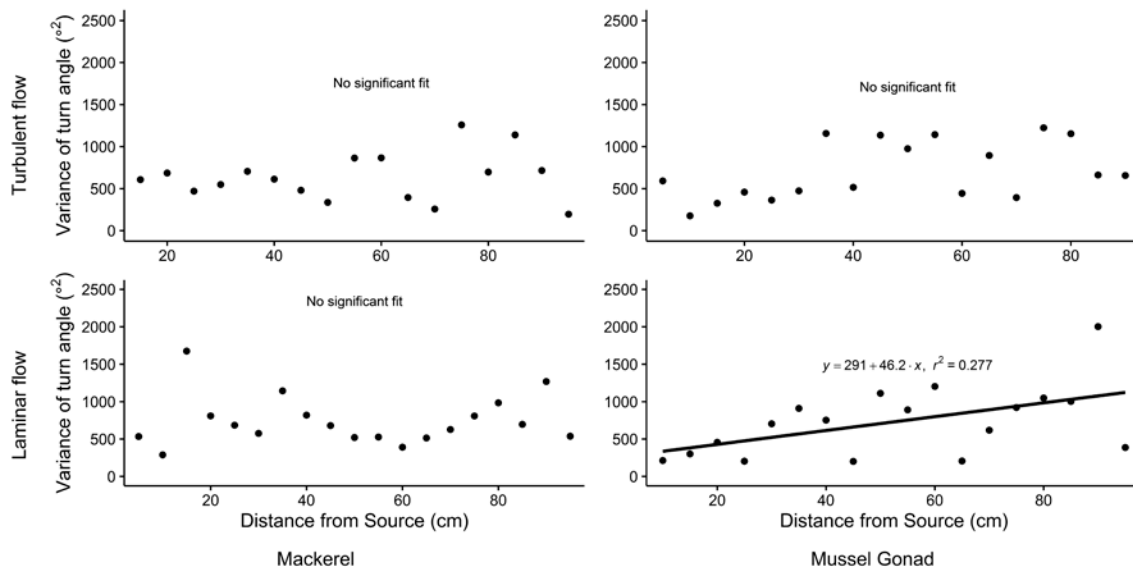 Turbulent flow
Variance of turn angle (°²)
2500
2000
1500
1000
500
0
No significant fit
20 40 60 80
2500
2000
1500
1000
500
0
No significant fit
20 40 60 80
Laminar flow
Variance of turn angle (°²)
2500
2000
1500
1000
500
0
No significant fit
20 40 60 80
Distance from Source (cm)
Mackerel
2500
2000
1500
1000
500
0
y = 291 + 46.2 · x, r² = 0.277
20 40 60 80
Distance from Source (cm)
Mussel Gonad